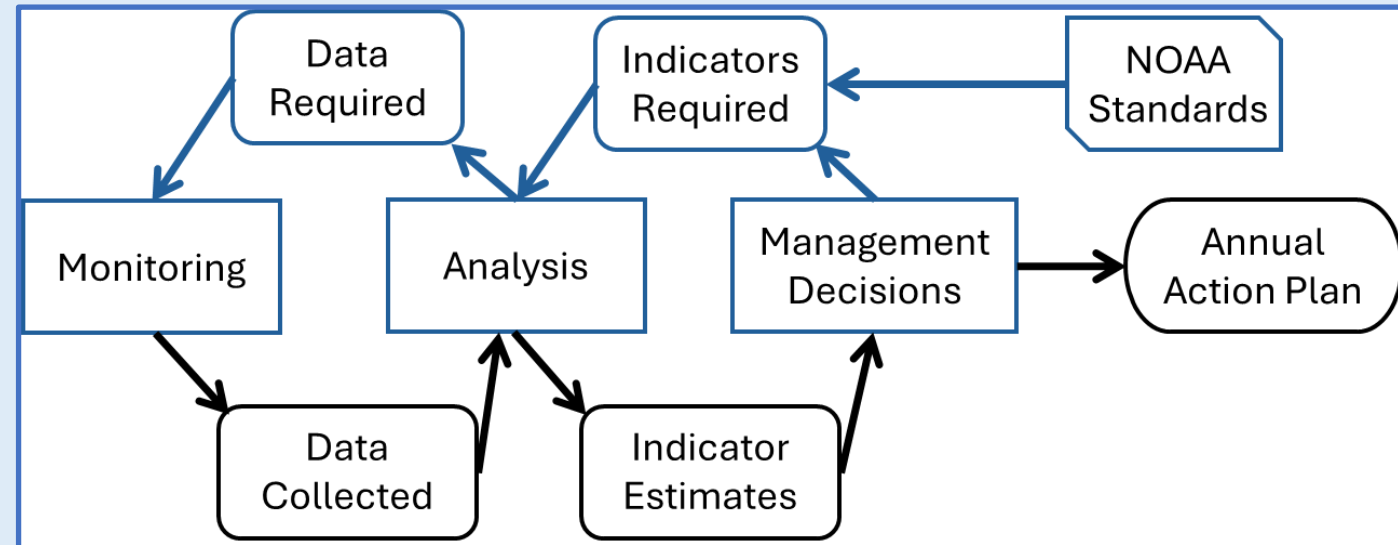 Data
Required
Indicators
Required
NOAA
Standards
Monitoring
Analysis
Management
Decisions
Annual
Action Plan
Data
Collected
Indicator
Estimates